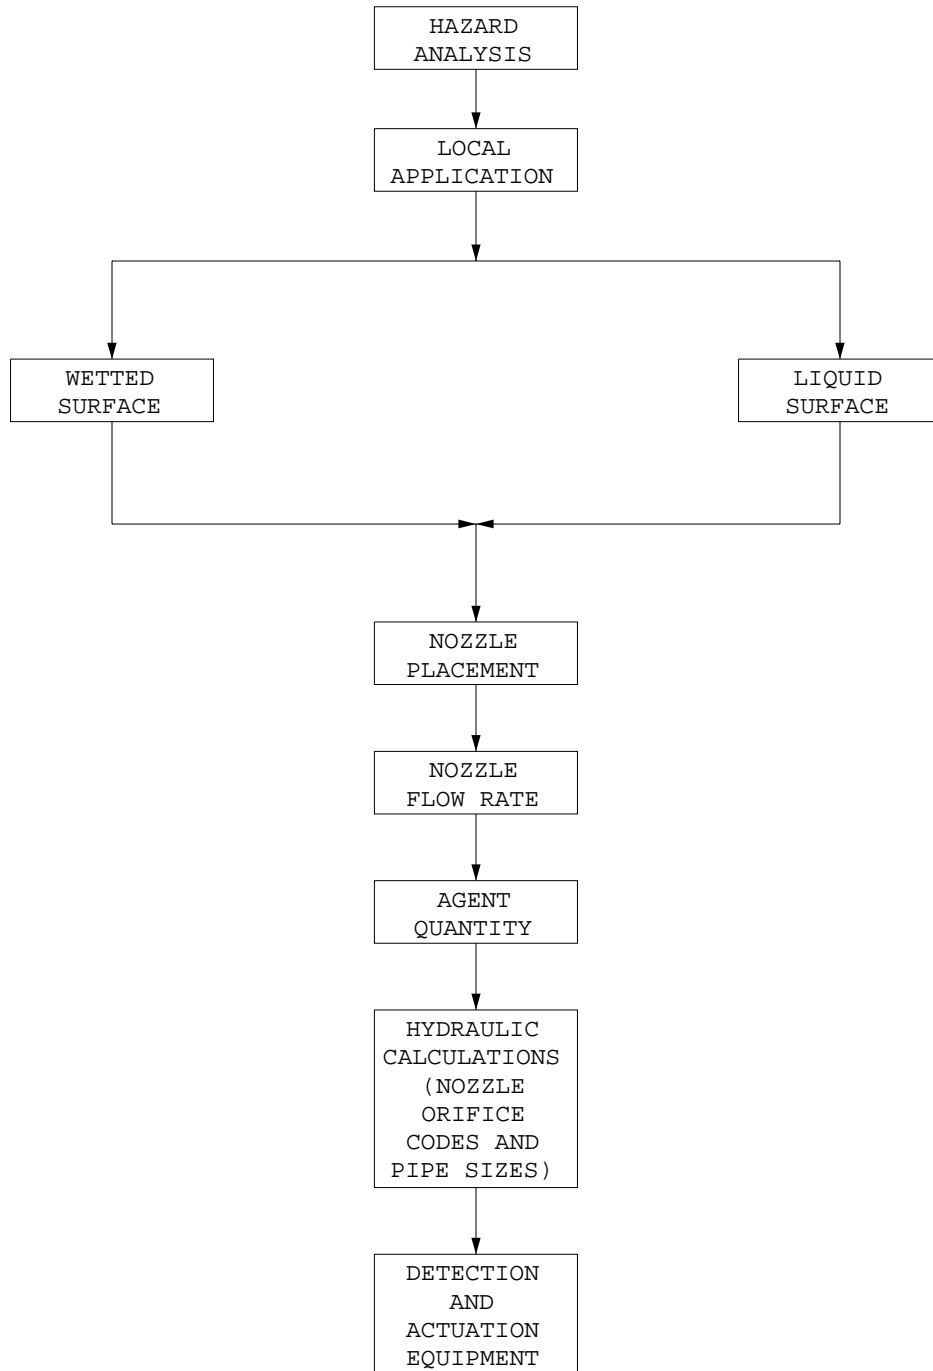 HAZARD
ANALYSIS
LOCAL
APPLICATION
WETTED
SURFACE
LIQUID
SURFACE
NOZZLE
PLACEMENT
NOZZLE
FLOW RATE
AGENT
QUANTITY
HYDRAULIC
CALCULATIONS
(NOZZLE
ORIFICE
CODES AND
PIPE SIZES)
DETECTION
AND
ACTUATION
EQUIPMENT